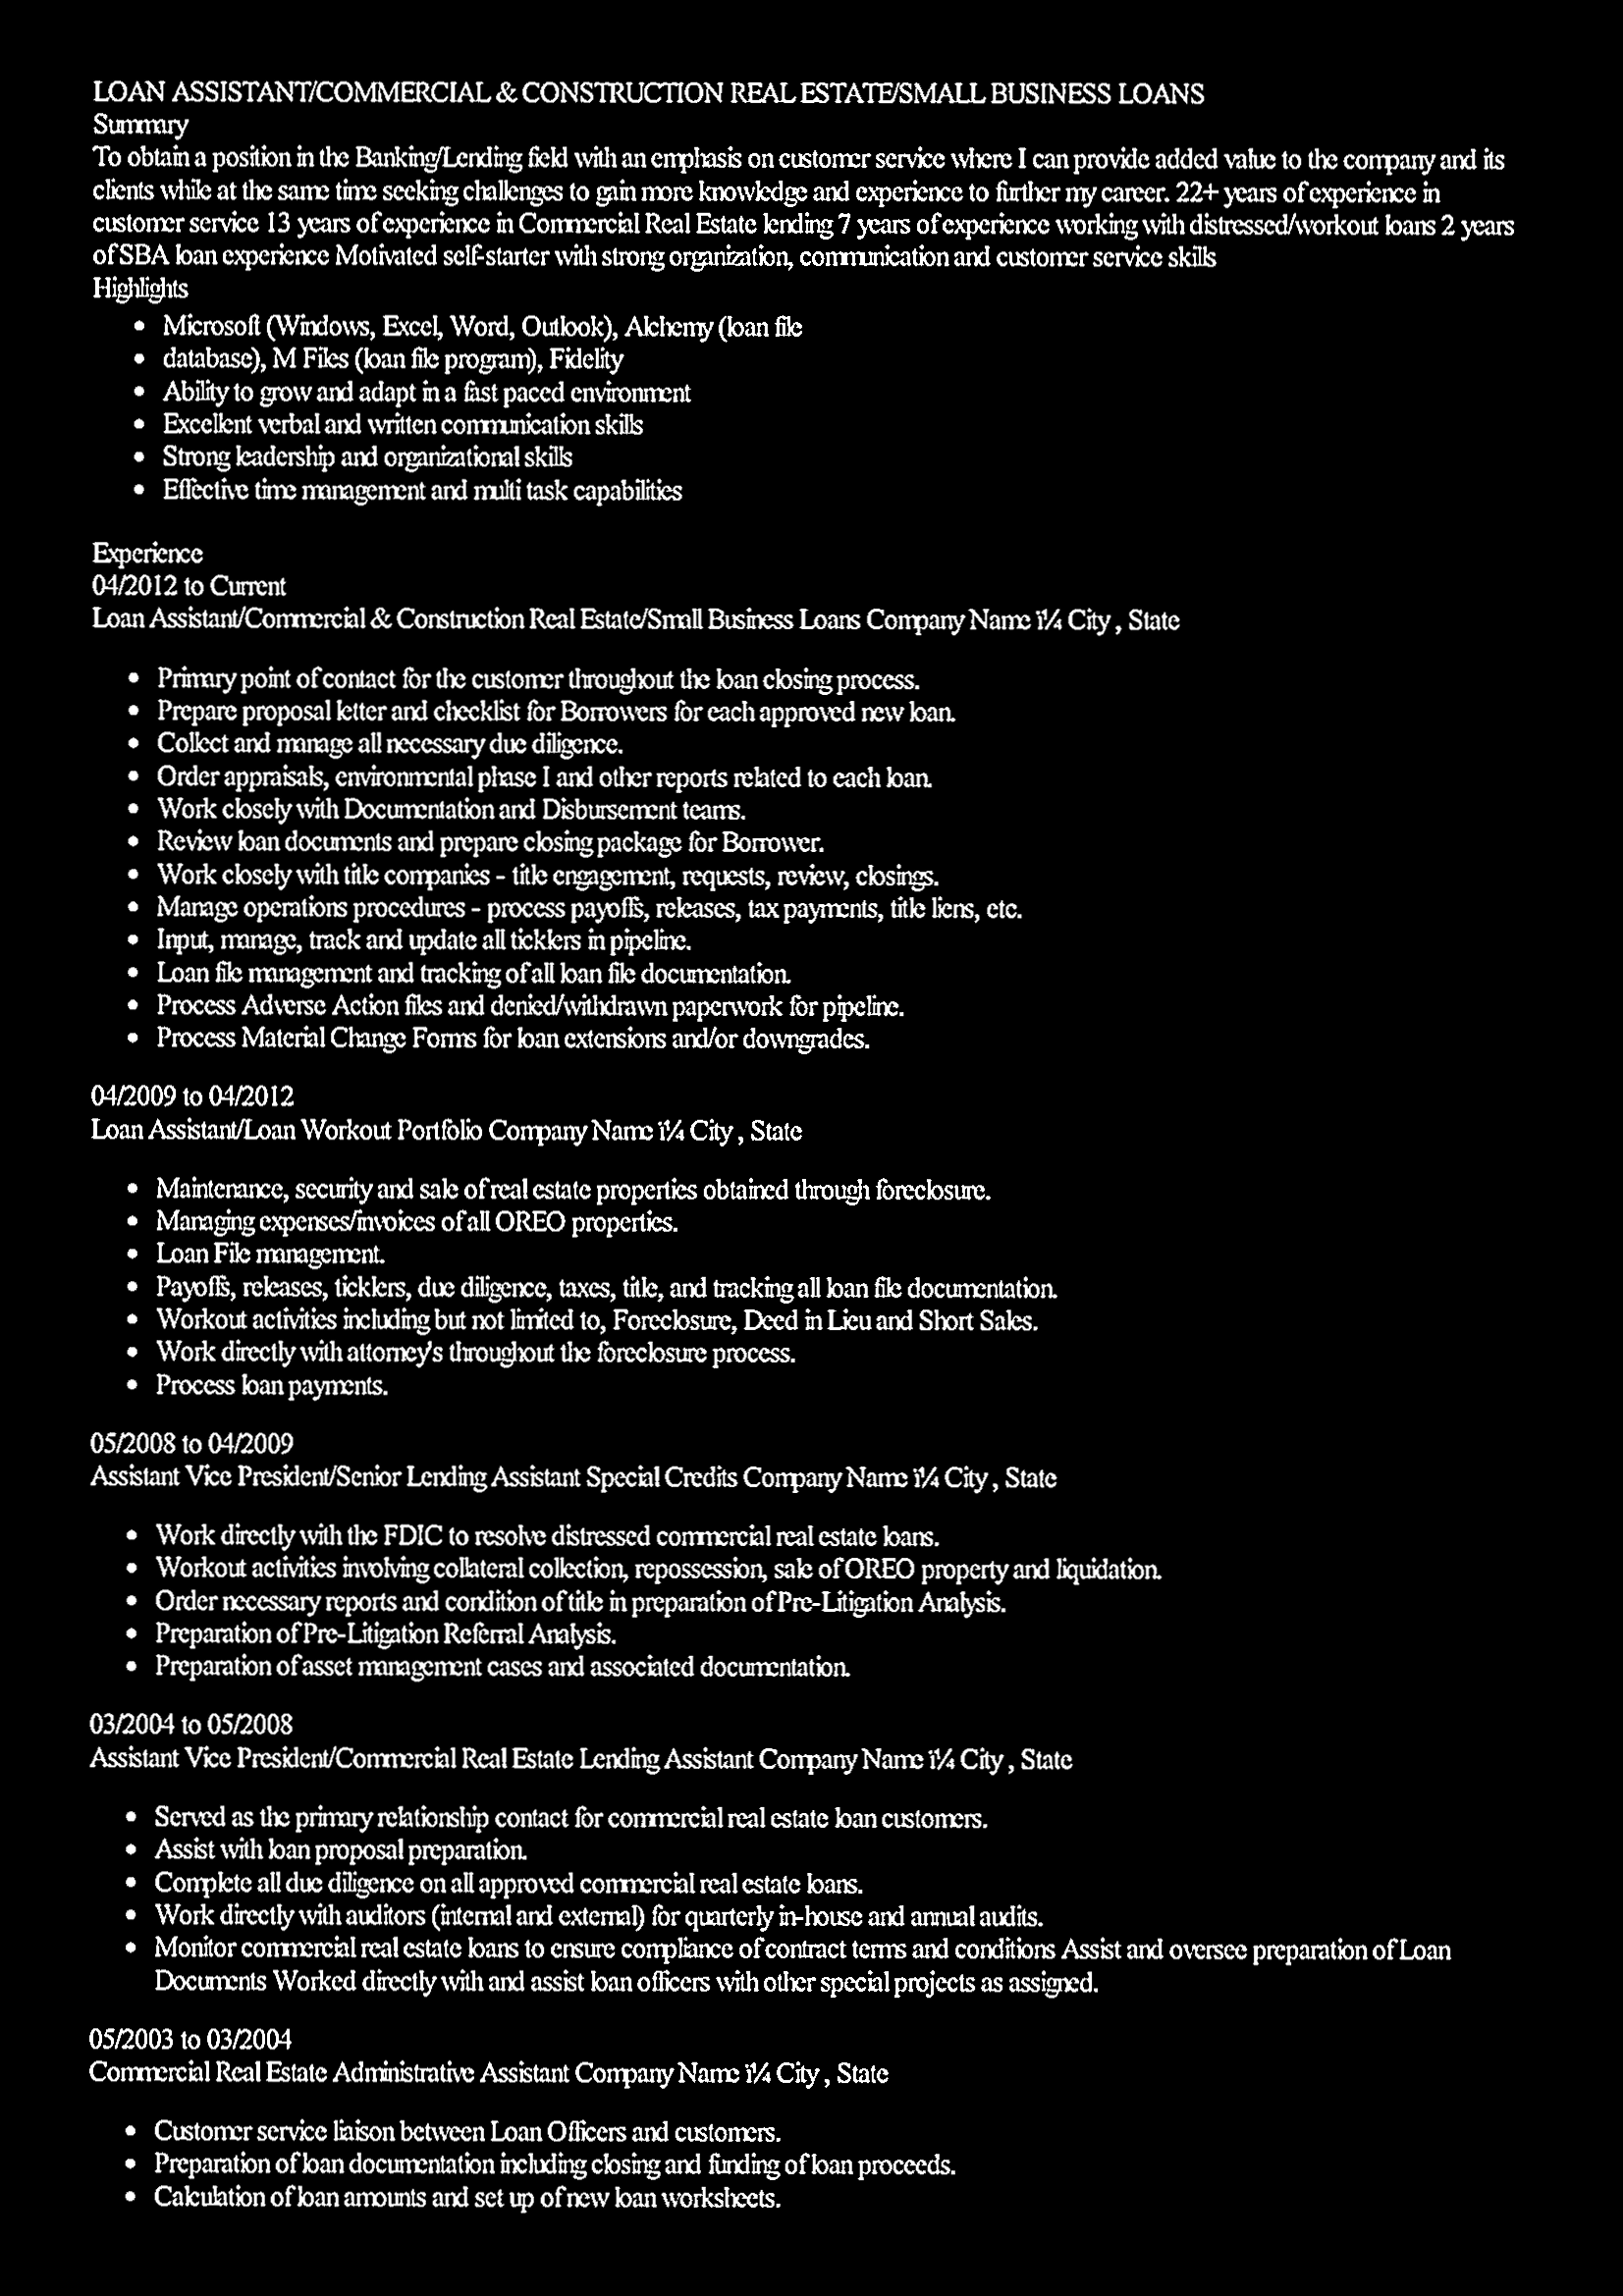 LOAN ASSISTANT/COMMERCIAL & CONSTRUCTION REAL ESTATE/SMALL BUSINESS LOANS
Summary
To obtain a position in the Banking/Lending field with an emphasis on customer service where I can provide added value to the company and its
clients while at the same time seeking challenges to gain more knowledge and experience to further my career. 22+ years of experience in
customer service 13 years of experience in Commercial Real Estate lending 7 years of experience working with distressed/workout loans 2 years
of SBA loan experience Motivated self-starter with strong organization, communication and customer service skills
Highlights
• Microsoft (Windows, Excel, Word, Outlook), Alchemy (loan file
• database), M Files (loan file program), Fidelity
• Ability to grow and adapt in a fast paced environment
• Excellent verbal and written communication skills
• Strong leadership and organizational skills
• Effective time management and multi task capabilities
Experience
04/2012 to Current
Loan Assistant/Commercial & Construction Real Estate/Small Business Loans Company Name ï¼ City , State
• Primary point of contact for the customer throughout the loan closing process.
• Prepare proposal letter and checklist for Borrowers for each approved new loan.
• Collect and manage all necessary due diligence.
• Order appraisals, environmental phase I and other reports related to each loan.
• Work closely with Documentation and Disbursement teams.
• Review loan documents and prepare closing package for Borrower.
• Work closely with title companies - title engagement, requests, review, closings.
• Manage operations procedures - process payoffs, releases, tax payments, title liens, etc.
• Input, manage, track and update all ticklers in pipeline.
• Loan file management and tracking of all loan file documentation.
• Process Adverse Action files and denied/withdrawn paperwork for pipeline.
• Process Material Change Forms for loan extensions and/or downgrades.
04/2009 to 04/2012
Loan Assistant/Loan Workout Portfolio Company Name ï¼ City , State
• Maintenance, security and sale of real estate properties obtained through foreclosure.
• Managing expenses/invoices of all OREO properties.
• Loan File management.
• Payoffs, releases, ticklers, due diligence, taxes, title, and tracking all loan file documentation.
• Workout activities including but not limited to, Foreclosure, Deed in Lieu and Short Sales.
• Work directly with attorney's throughout the foreclosure process.
• Process loan payments.
05/2008 to 04/2009
Assistant Vice President/Senior Lending Assistant Special Credits Company Name ï¼ City , State
• Work directly with the FDIC to resolve distressed commercial real estate loans.
• Workout activities involving collateral collection, repossession, sale of OREO property and liquidation.
• Order necessary reports and condition of title in preparation of Pre-Litigation Analysis.
• Preparation of Pre-Litigation Referral Analysis.
• Preparation of asset management cases and associated documentation.
03/2004 to 05/2008
Assistant Vice President/Commercial Real Estate Lending Assistant Company Name ï¼ City , State
• Served as the primary relationship contact for commercial real estate loan customers.
• Assist with loan proposal preparation.
• Complete all due diligence on all approved commercial real estate loans.
• Work directly with auditors (internal and external) for quarterly in-house and annual audits.
• Monitor commercial real estate loans to ensure compliance of contract terms and conditions Assist and oversee preparation of Loan
Documents Worked directly with and assist loan officers with other special projects as assigned.
05/2003 to 03/2004
Commercial Real Estate Administrative Assistant Company Name ï¼ City , State
• Customer service liaison between Loan Officers and customers.
• Preparation of loan documentation including closing and funding of loan proceeds.
• Calculation of loan amounts and set up of new loan worksheets.